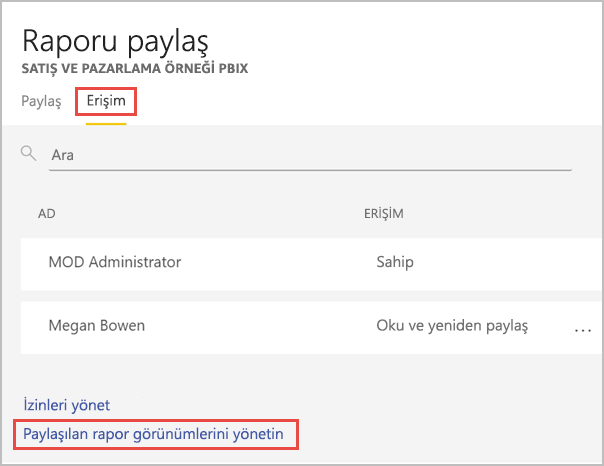 Raporu paylaş
SATIŞ VE PAZARLAMA ÖRNEĞİ PBIX
Paylaş Erişim
Ara
AD ERİŞİM
MOD Administrator Sahip
Megan Bowen Oku ve yeniden paylaş ...
İzinleri yönet
Paylaşılan rapor görünümlerini yönetin